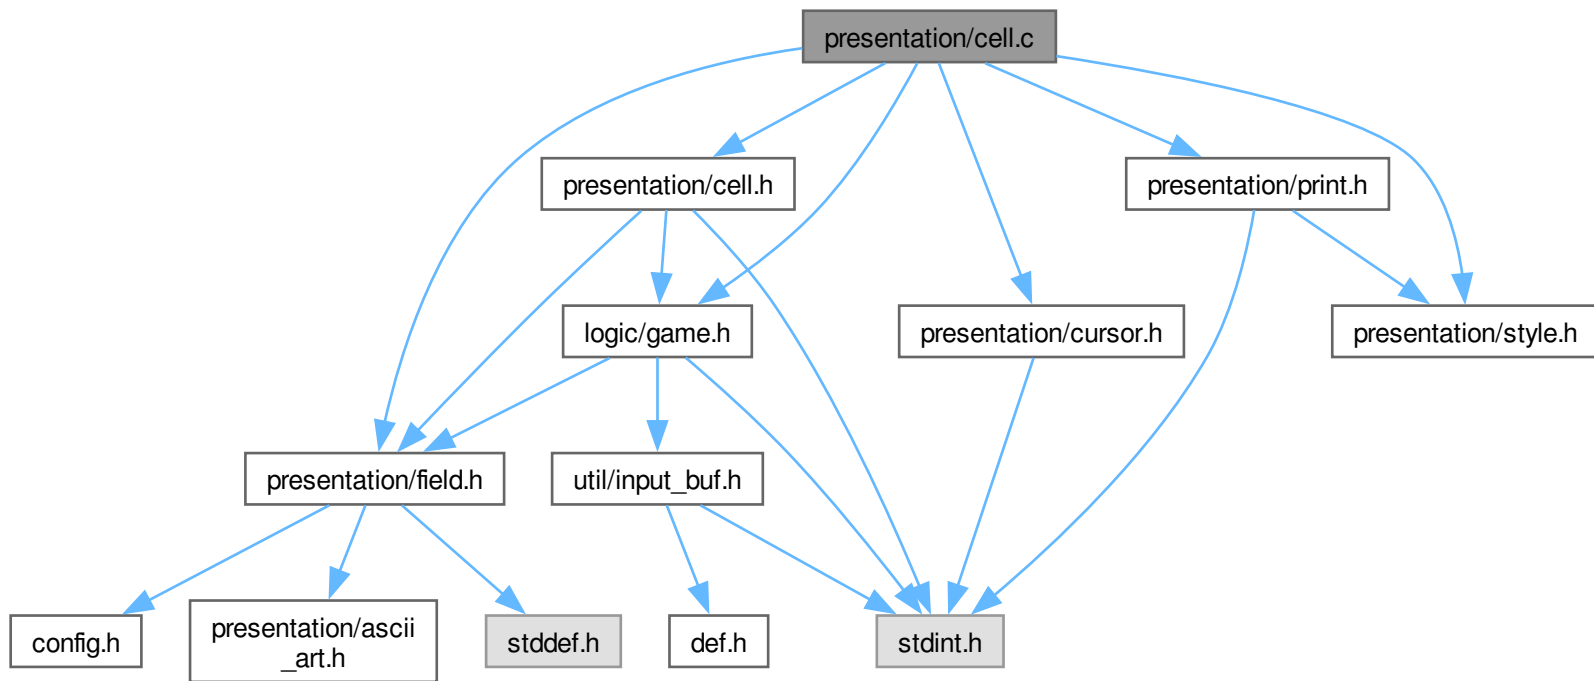 presentation/cell.c
presentation/cell.h
presentation/print.h
logic/game.h
presentation/cursor.h
presentation/style.h
presentation/field.h
util/input_buf.h
config.h
presentation/ascii
_art.h
stddef.h
def.h
stdint.h